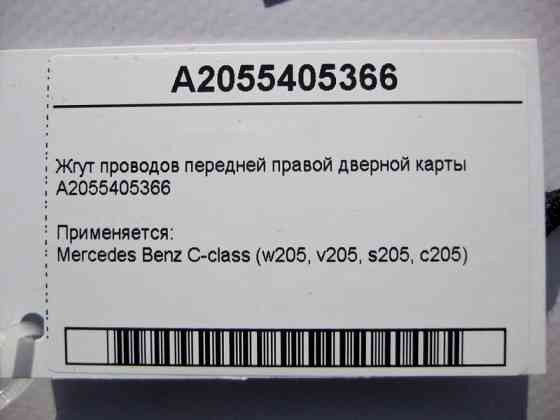 A2055405366
Жгут проводов передней правой дверной карты
A2055405366
Применяется:
Mercedes Benz C-class (w205, v205, s205, c205)